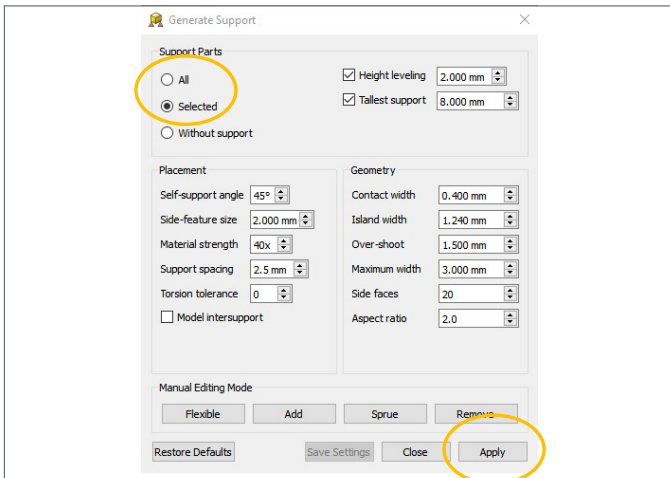 Generate Support
Support Parts
All
Selected
Without support
Height leveling 2.000 mm
Tallest support 8.000 mm
Placement
Self-support angle 45°
Side-feature size 2.000 mm
Material strength 40x
Support spacing 2.5 mm
Torsion tolerance 0
Model intersupport
Geometry
Contact width 0.400 mm
Island width 1.240 mm
Over-shoot 1.500 mm
Maximum width 3.000 mm
Side faces 20
Aspect ratio 2.0
Manual Editing Mode
Flexible Add Sprue Remove
Restore Defaults Save Settings Close Apply